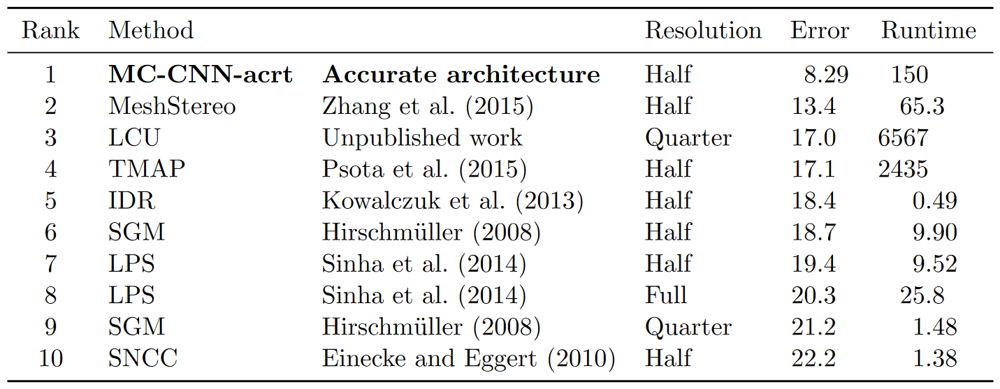 Rank Method Resolution Error Runtime
1 MC-CNN-acrt Accurate architecture Half 8.29 150
2 MeshStereo Zhang et al. (2015) Half 13.4 65.3
3 LCU Unpublished work Quarter 17.0 6567
4 TMAP Psota et al. (2015) Half 17.1 2435
5 IDR Kowalczuk et al. (2013) Half 18.4 0.49
6 SGM Hirschmüller (2008) Half 18.7 9.90
7 LPS Sinha et al. (2014) Half 19.4 9.52
8 LPS Sinha et al. (2014) Full 20.3 25.8
9 SGM Hirschmüller (2008) Quarter 21.2 1.48
10 SNCC Einecke and Eggert (2010) Half 22.2 1.38